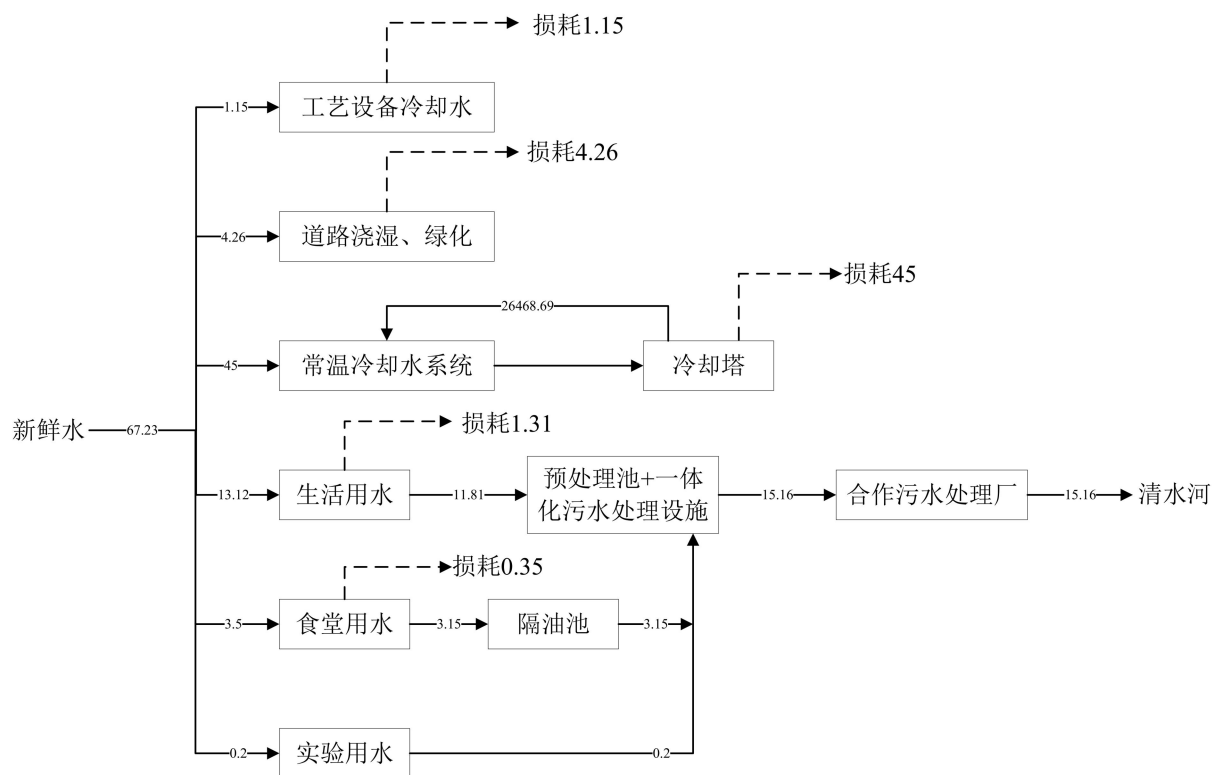 损耗1.15
1.15
工艺设备冷却水
损耗4.26
4.26
道路浇湿、绿化
损耗45
26468.69
45
常温冷却水系统
冷却塔
新鲜水
67.23
损耗1.31
13.12
生活用水
11.81
预处理池+一体
化污水处理设施
15.16
合作污水处理厂
15.16
清水河
损耗0.35
3.5
食堂用水
3.15
隔油池
3.15
0.2
实验用水
0.2